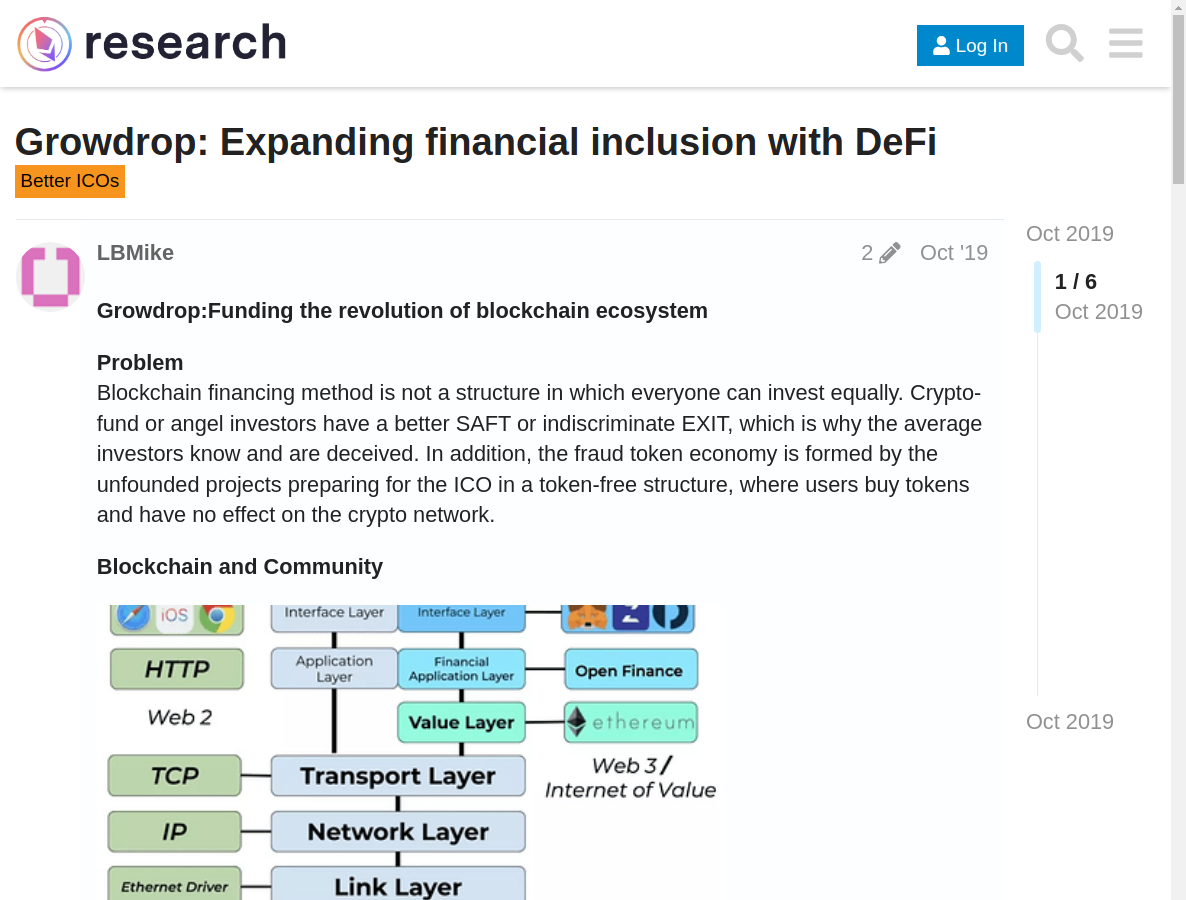 research
Log In
Growdrop: Expanding financial inclusion with DeFi
Better ICOs
LBMike
2
Oct '19
Growdrop:Funding the revolution of blockchain ecosystem
Problem
Blockchain financing method is not a structure in which everyone can invest equally. Crypto-
fund or angel investors have a better SAFT or indiscriminate EXIT, which is why the average
investors know and are deceived. In addition, the fraud token economy is formed by the
unfounded projects preparing for the ICO in a token-free structure, where users buy tokens
and have no effect on the crypto network.
Blockchain and Community
iOS
Interface Layer
Interface Layer
HTTP
Application
Layer
Financial
Application Layer
Open Finance
Web 2
Value Layer
ethereum
TCP
Transport Layer
Web 3 /
Internet of Value
IP
Network Layer
Ethernet Driver
Link Layer
Oct 2019
1 / 6
Oct 2019
Oct 2019